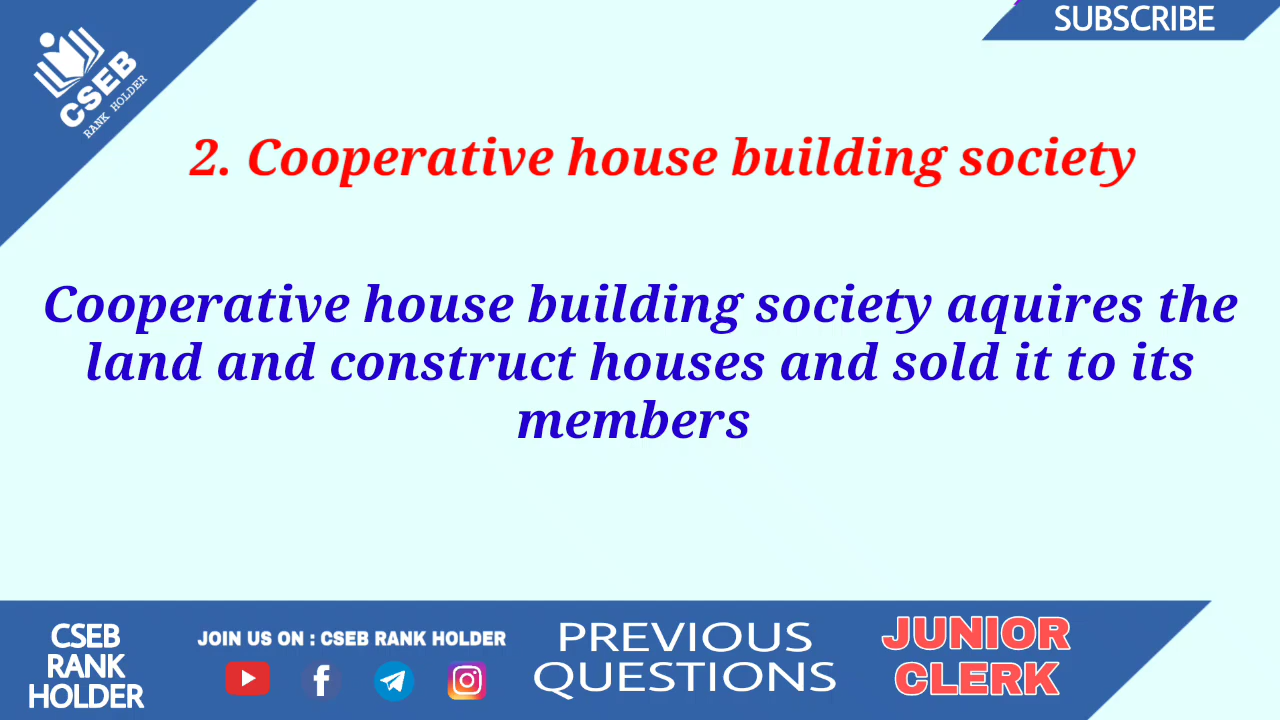 CSEB
RANK HOLDER
SUBSCRIBE
2. Cooperative house building society
Cooperative house building society aquires the
land and construct houses and sold it to its
members
CSEB
RANK
HOLDER
JOIN US ON : CSEB RANK HOLDER
PREVIOUS
QUESTIONS
JUNIOR
CLERK